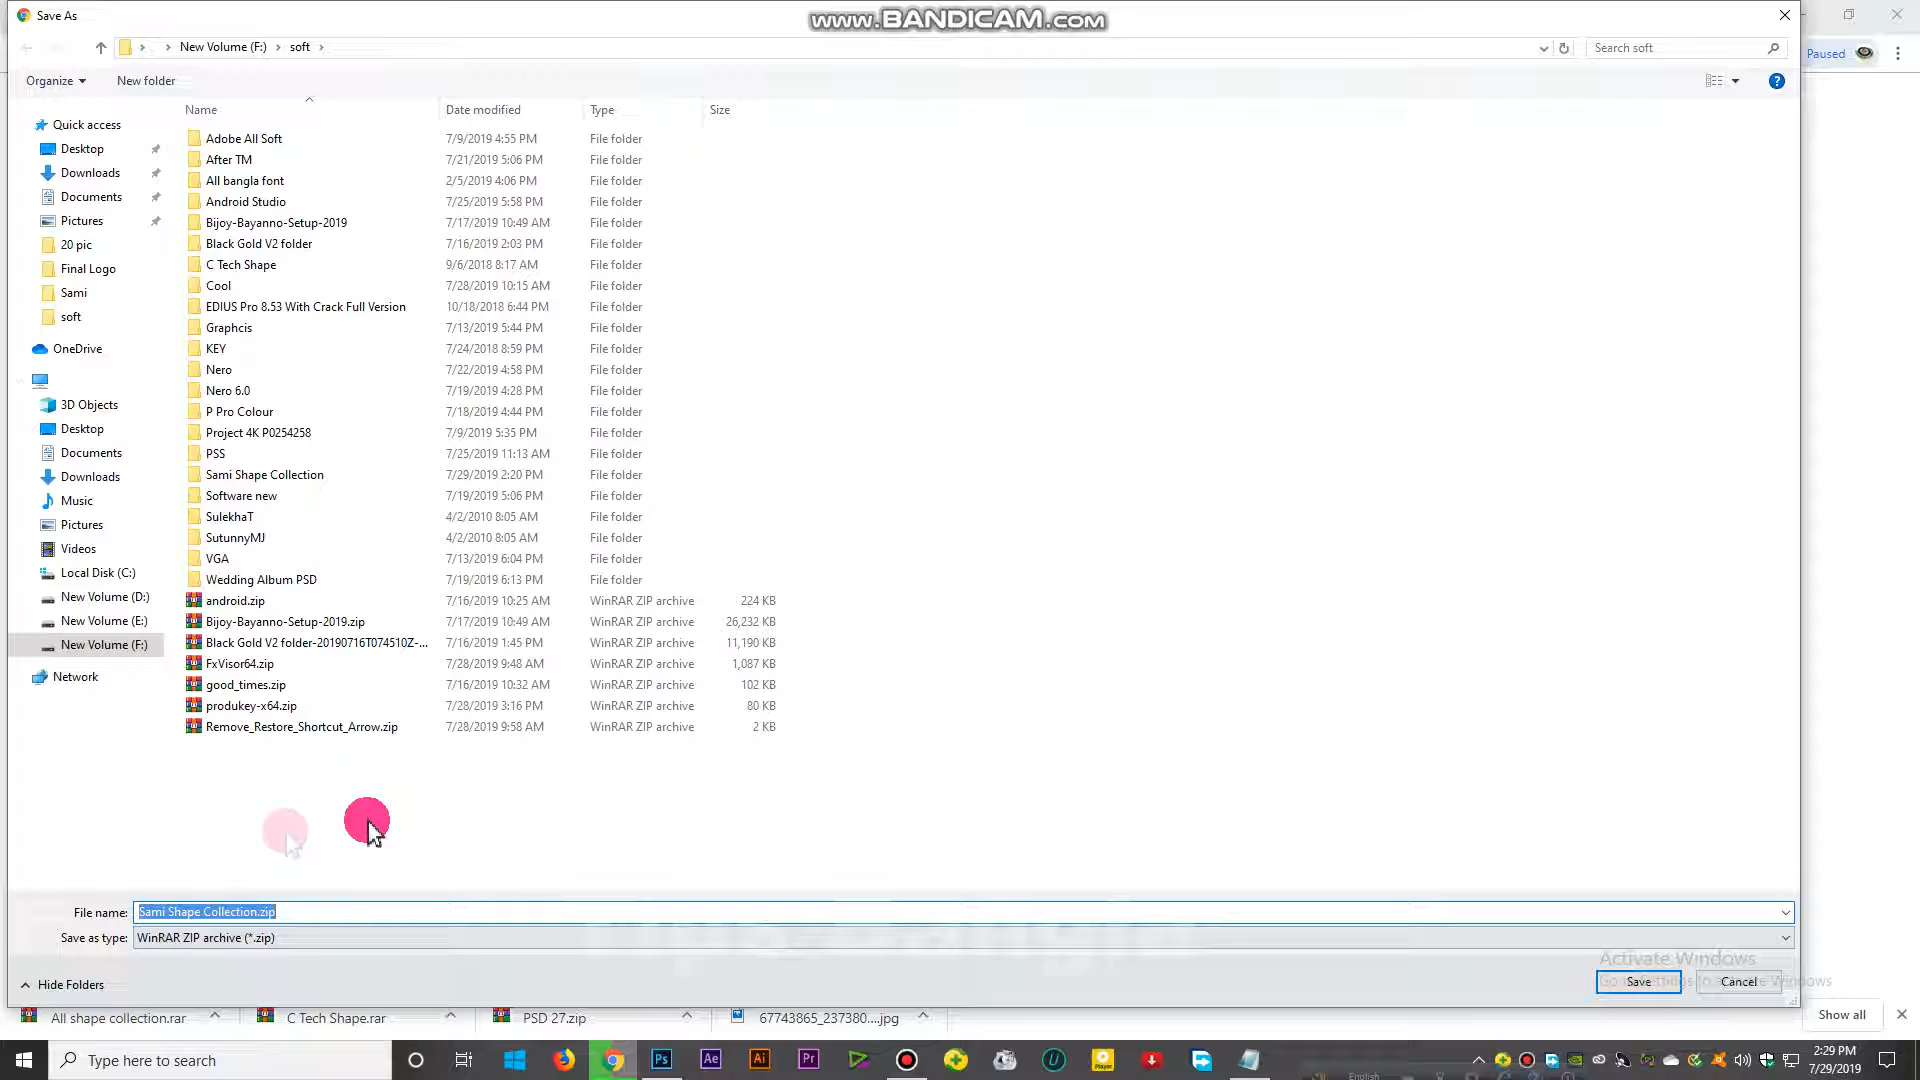 Save As
www.BANDICAM.com
New Volume (F:)
soft
Search soft
Paused
Organize
New folder
Name
Date modified
Type
Size
Quick access
Desktop
Downloads
Documents
Pictures
20 pic
Final Logo
Sami
soft
OneDrive
3D Objects
Desktop
Documents
Downloads
Music
Pictures
Videos
Local Disk (C:)
New Volume (D:)
New Volume (E:)
New Volume (F:)
Network
Adobe All Soft 7/9/2019 4:55 PM File folder
After TM 7/21/2019 5:06 PM File folder
All bangla font 2/5/2019 4:06 PM File folder
Android Studio 7/25/2019 5:58 PM File folder
Bijoy-Bayanno-Setup-2019 7/17/2019 10:49 AM File folder
Black Gold V2 folder 7/16/2019 2:03 PM File folder
C Tech Shape 9/6/2018 8:17 AM File folder
Cool 7/28/2019 10:15 AM File folder
EDIUS Pro 8.53 With Crack Full Version 10/18/2018 6:44 PM File folder
Graphcis 7/13/2019 5:44 PM File folder
KEY 7/24/2018 8:59 PM File folder
Nero 7/22/2019 4:58 PM File folder
Nero 6.0 7/19/2019 4:28 PM File folder
P Pro Colour 7/18/2019 4:44 PM File folder
Project 4K P0254258 7/9/2019 5:35 PM File folder
PSS 7/25/2019 11:13 AM File folder
Sami Shape Collection 7/29/2019 2:20 PM File folder
Software new 7/19/2019 5:06 PM File folder
SulekhaT 4/2/2010 8:05 AM File folder
SutunnyMJ 4/2/2010 8:05 AM File folder
VGA 7/13/2019 6:04 PM File folder
Wedding Album PSD 7/19/2019 6:13 PM File folder
android.zip 7/16/2019 10:25 AM WinRAR ZIP archive 224 KB
Bijoy-Bayanno-Setup-2019.zip 7/17/2019 10:49 AM WinRAR ZIP archive 26,232 KB
Black Gold V2 folder-20190716T074510Z-... 7/16/2019 1:45 PM WinRAR ZIP archive 11,190 KB
FxVisor64.zip 7/28/2019 9:48 AM WinRAR ZIP archive 1,087 KB
good_times.zip 7/16/2019 10:32 AM WinRAR ZIP archive 102 KB
produkey-x64.zip 7/28/2019 3:16 PM WinRAR ZIP archive 80 KB
Remove_Restore_Shortcut_Arrow.zip 7/28/2019 9:58 AM WinRAR ZIP archive 2 KB
File name: Sami Shape Collection.zip
Save as type: WinRAR ZIP archive (*.zip)
Activate Windows
Hide Folders
Save
Cancel
All shape collection.rar
C Tech Shape.rar
PSD 27.zip
67743865_237380....jpg
Show all
Type here to search
Ps
Ae
Ai
Pr
Player
English
2:29 PM
7/29/2019